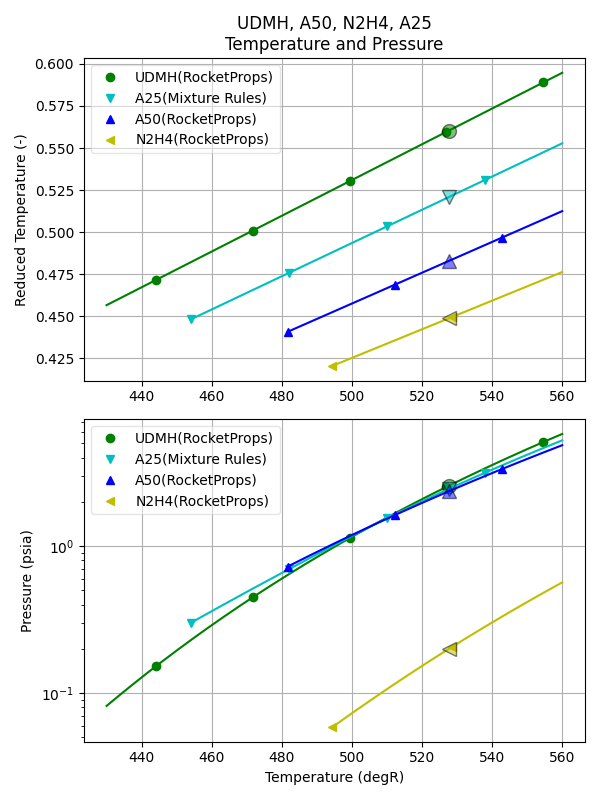 UDMH, A50, N2H4, A25
Temperature and Pressure
Reduced Temperature (-)
0.600
0.575
0.550
0.525
0.500
0.475
0.450
0.425
UDMH(RocketProps)
A25(Mixture Rules)
A50(RocketProps)
N2H4(RocketProps)
440 460 480 500 520 540 560
Pressure (psia)
10⁰
10⁻¹
UDMH(RocketProps)
A25(Mixture Rules)
A50(RocketProps)
N2H4(RocketProps)
440 460 480 500 520 540 560
Temperature (degR)